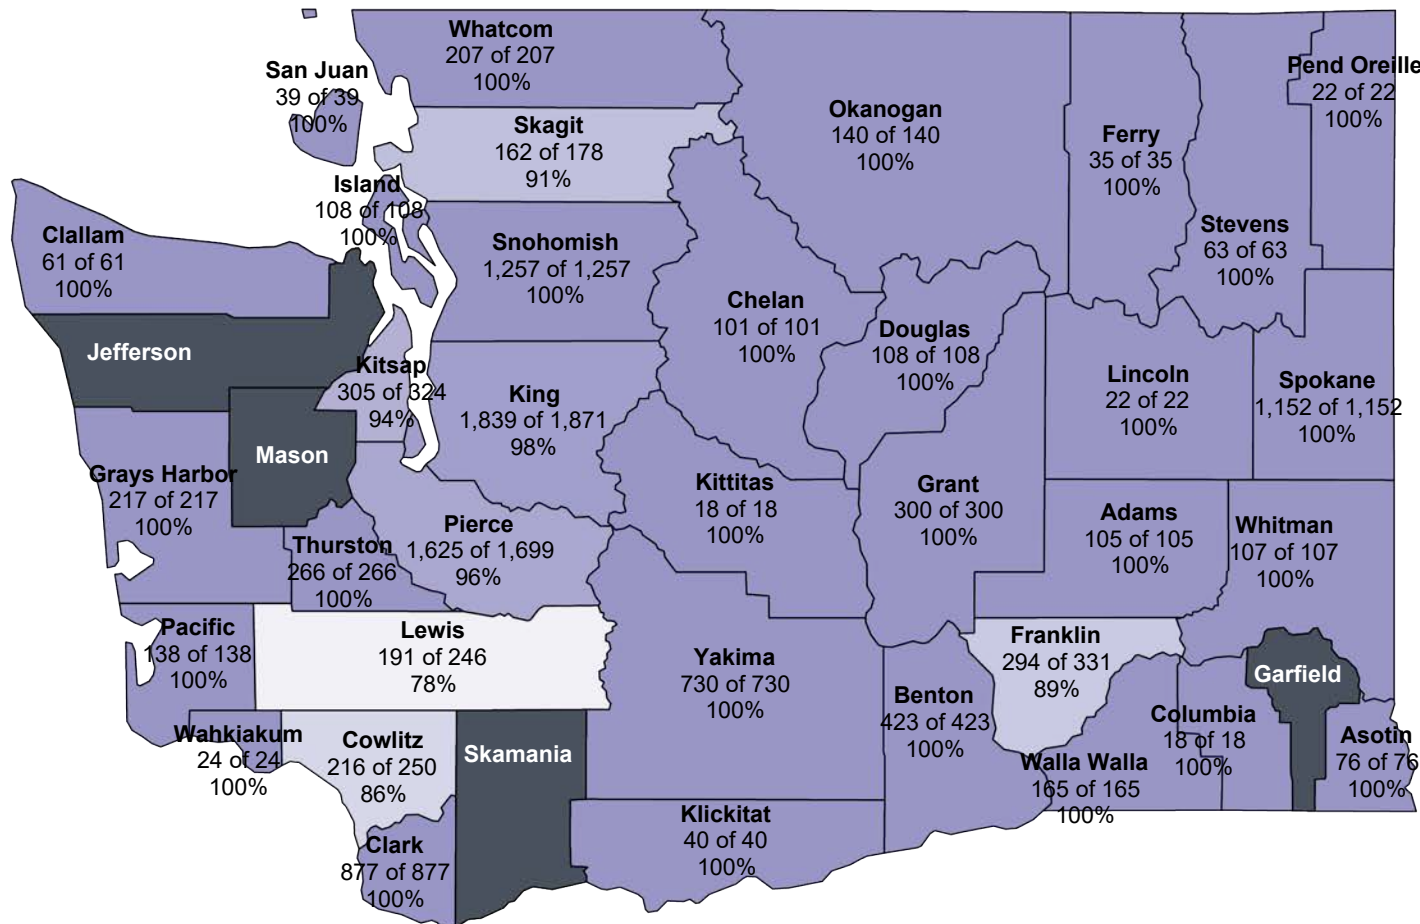 Whatcom
207 of 207
100%
San Juan
39 of 39
100%
Skagit
162 of 178
91%
Okanogan
140 of 140
100%
Ferry
35 of 35
100%
Pend Oreille
22 of 22
100%
Stevens
63 of 63
100%
Island
108 of 108
100%
Clallam
61 of 61
100%
Snohomish
1,257 of 1,257
100%
Chelan
101 of 101
100%
Douglas
108 of 108
100%
Jefferson
Kitsap
305 of 324
94%
King
1,839 of 1,871
98%
Lincoln
22 of 22
100%
Spokane
1,152 of 1,152
100%
Mason
Grays Harbor
217 of 217
100%
Kittitas
18 of 18
100%
Grant
300 of 300
100%
Adams
105 of 105
100%
Whitman
107 of 107
100%
Pierce
1,625 of 1,699
96%
Thurston
266 of 266
100%
Pacific
138 of 138
100%
Lewis
191 of 246
78%
Yakima
730 of 730
100%
Franklin
294 of 331
89%
Garfield
Benton
423 of 423
100%
Columbia
18 of 18
100%
Wahkiakum
24 of 24
100%
Cowlitz
216 of 250
86%
Skamania
Walla Walla
165 of 165
100%
Asotin
76 of 76
100%
Klickitat
40 of 40
100%
Clark
877 of 877
100%